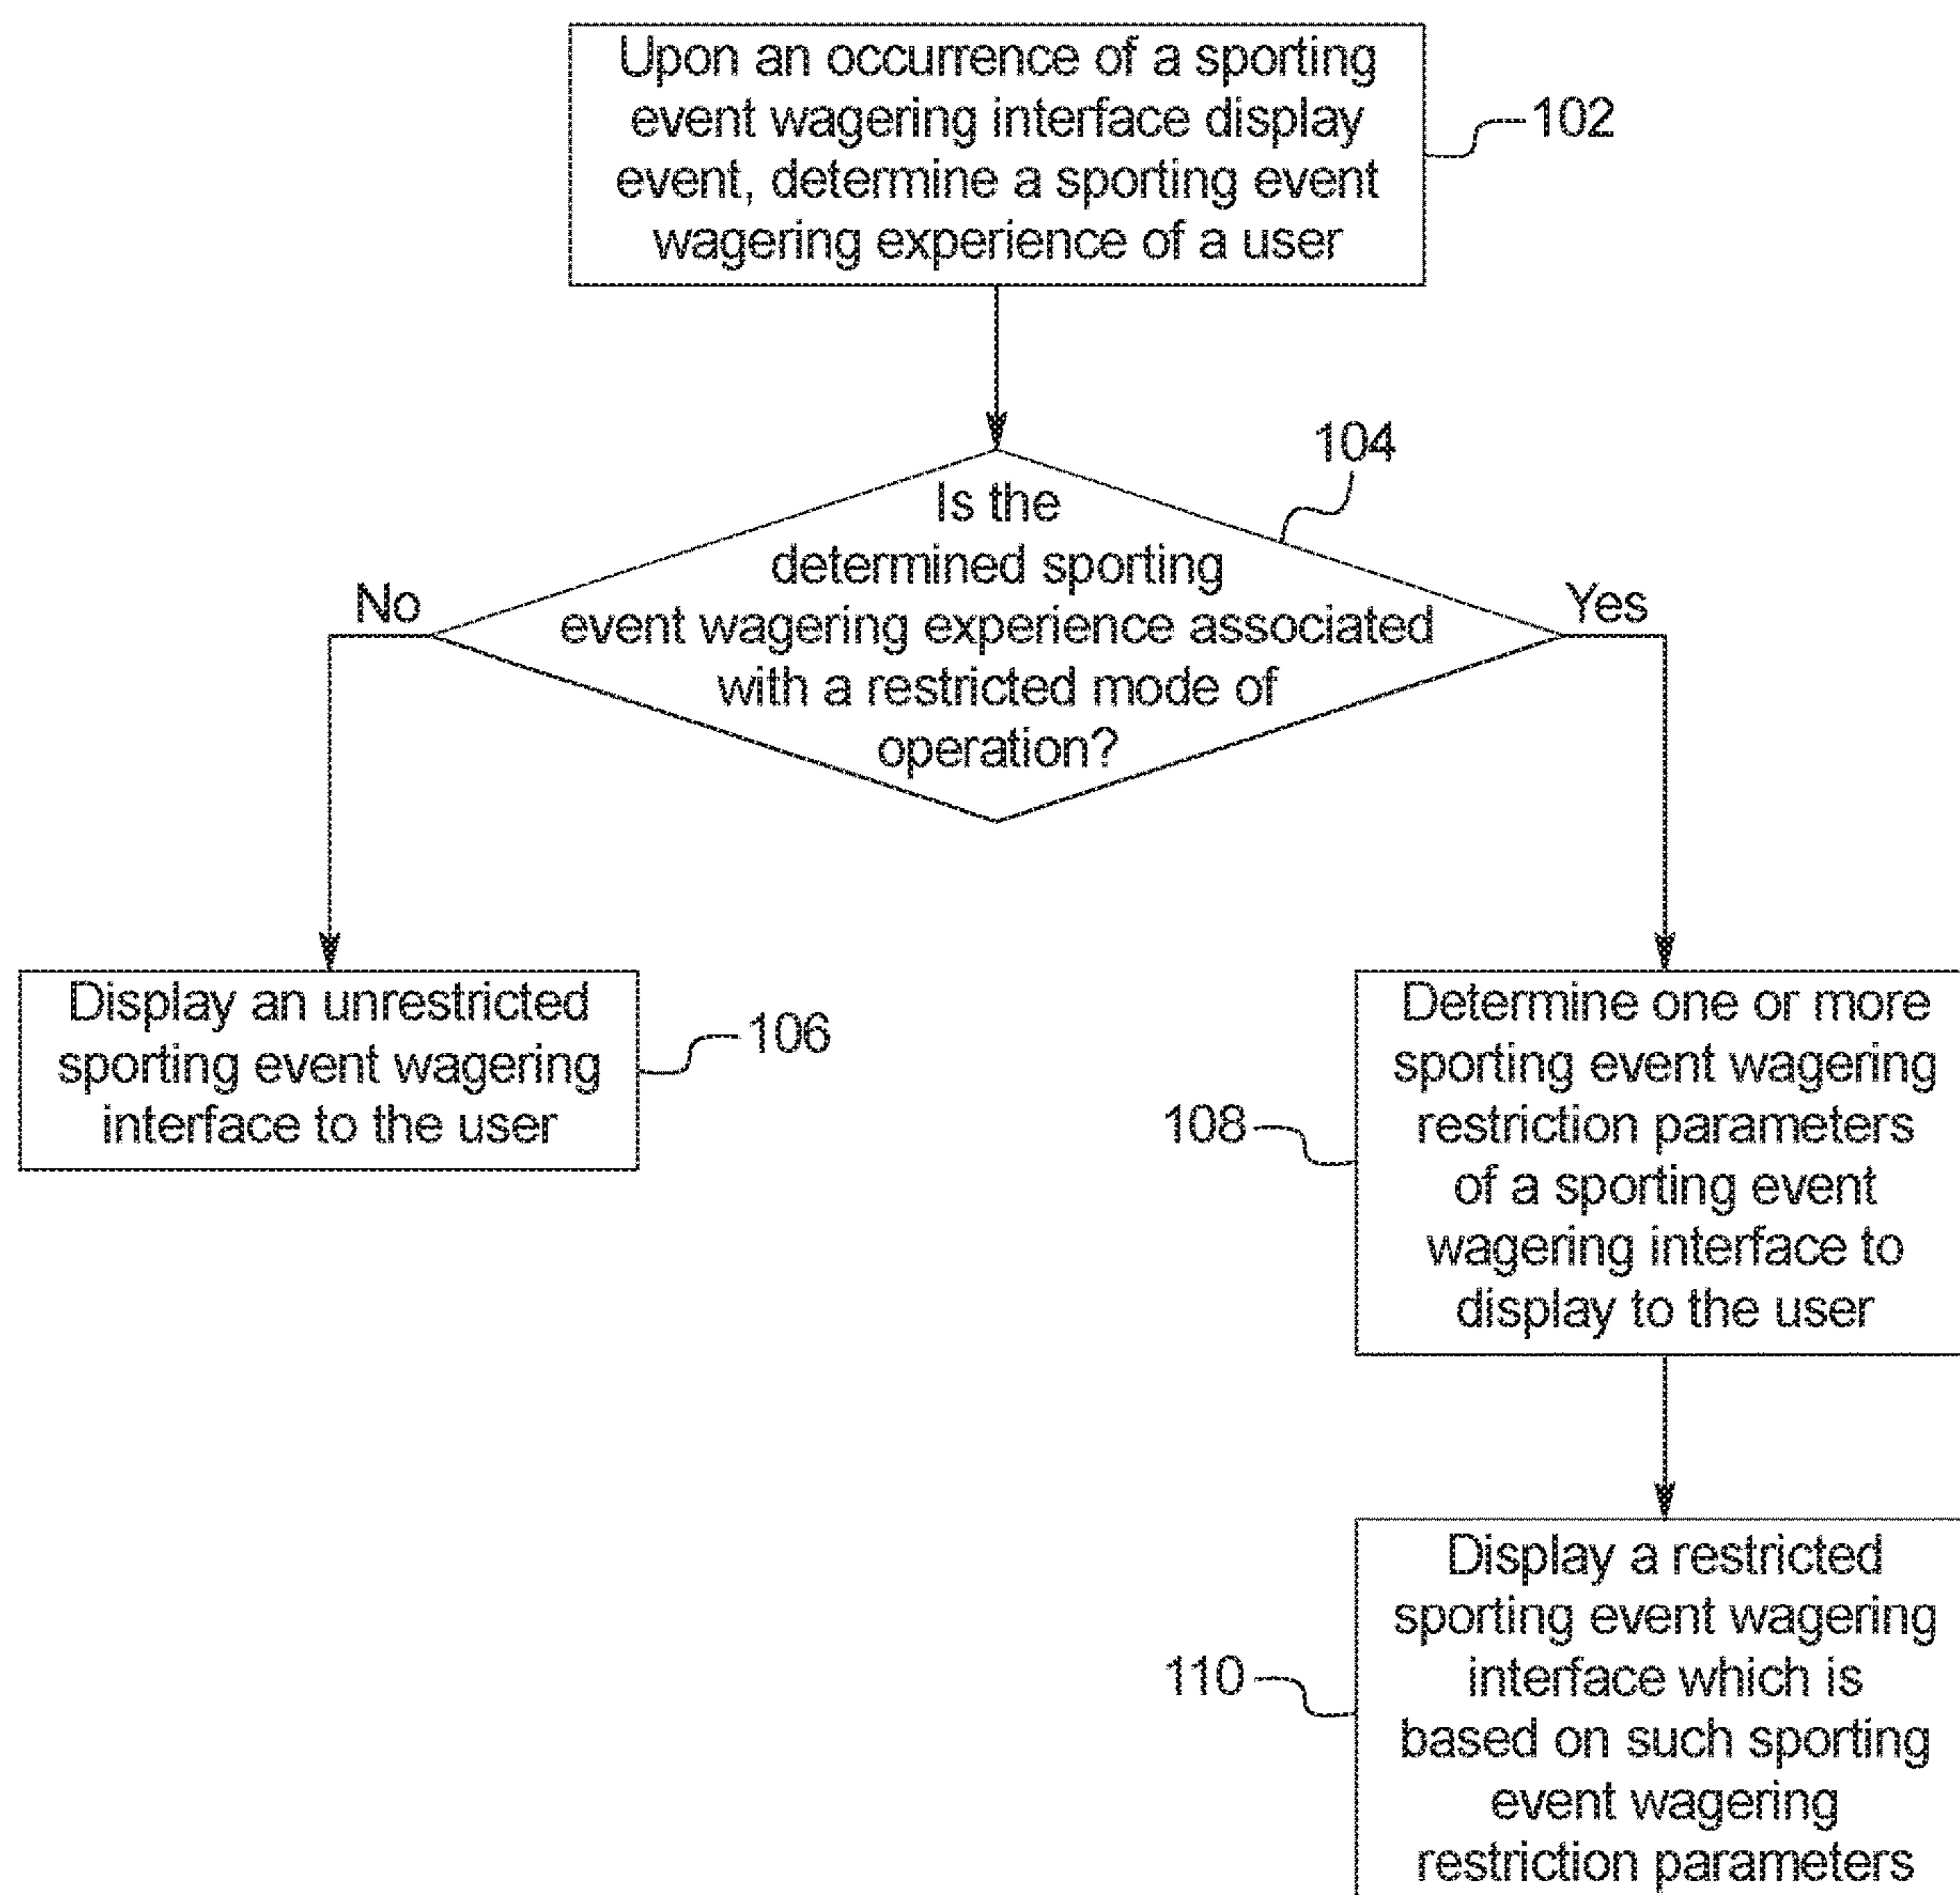 Upon an occurrence of a sporting
event wagering interface display
event, determine a sporting event
wagering experience of a user
102
104
Is the
determined sporting
event wagering experience associated
with a restricted mode of
operation?
No
Yes
Display an unrestricted
sporting event wagering
interface to the user
106
Determine one or more
sporting event wagering
restriction parameters
of a sporting event
wagering interface to
display to the user
108
Display a restricted
sporting event wagering
interface which is
based on such sporting
event wagering
restriction parameters
110